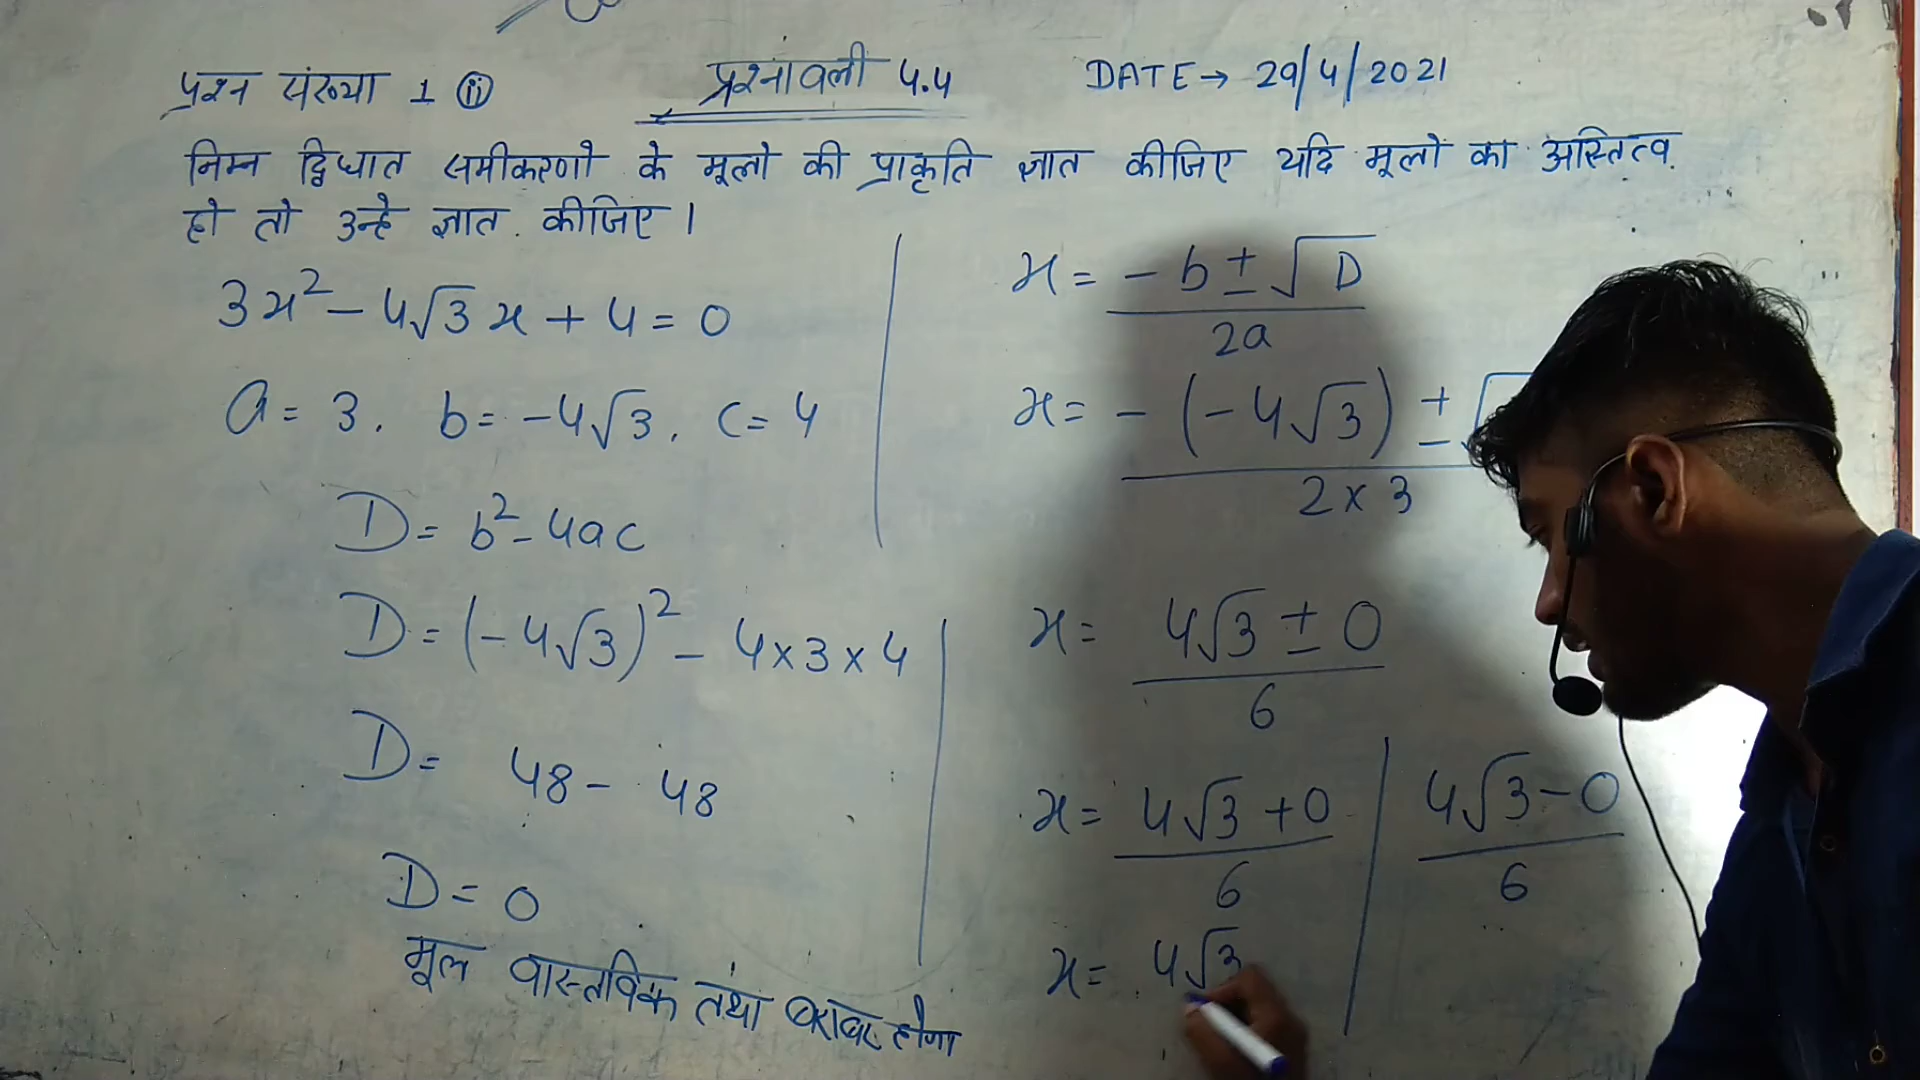 प्रश्न संख्या 1 (ii)
प्रश्नावली 4.4
DATE → 29/4/2021
निम्न द्विघात समीकरणो के मूलो की प्राकृति ज्ञात कीजिए यदि मूलो का अस्तित्व
हो तो उन्हे ज्ञात कीजिए ।
3x² - 4√3x + 4 = 0
a = 3, b = -4√3, c = 4
D = b² - 4ac
D = (-4√3)² - 4×3×4
D = 48 - 48
D = 0
मूल वास्तविक तथा बराबर होगा
x = (-b ± √D) / 2a
x = (-(-4√3) ± √) / (2×3)
x = (4√3 ± 0) / 6
x = (4√3 + 0) / 6 | (4√3 - 0) / 6
x = 4√3